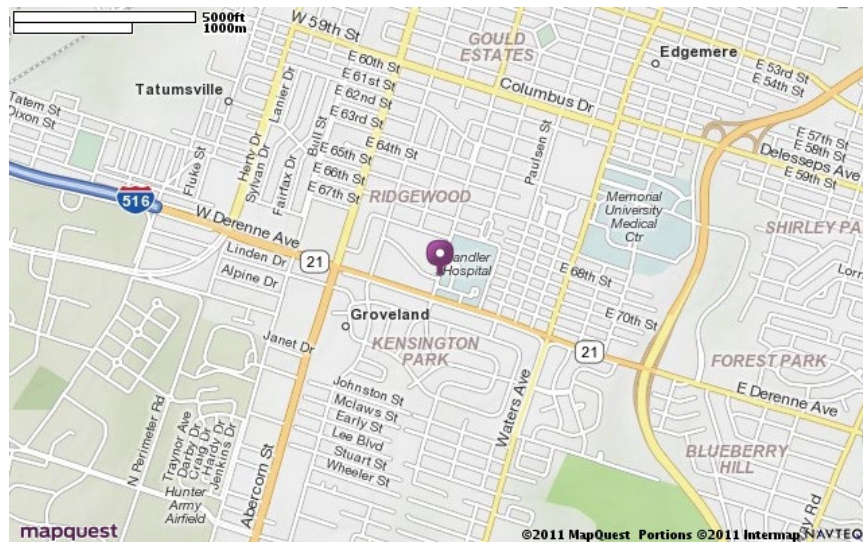 5000ft
1000m
W 59th St
GOULD
ESTATES
Edgemere
E 53rd St
E 54th St
E 60th St
E 61st St
E 62nd St
E 63rd St
E 64th St
E 65th St
E 66th St
E 67th St
Columbus Dr
Tatumsville
Lanier Dr
Tatem St
Dixon St
Fluke St
Herty Dr
Sylvan Dr
Fairfax Dr
Bull St
Paulsen St
E 57th St
E 58th St
E 59th St
Delesseps Ave
RIDGEWOOD
Memorial
University
Medical
Ctr
516
W Derenne Ave
21
Linden Dr
Alpine Dr
andler
Hospital
E 68th St
E 70th St
SHIRLEY PA
Lorr
Groveland
KENSINGTON
PARK
21
FOREST PARK
E Derenne Ave
Janet Dr
Johnston St
Mclaws St
Early St
Lee Blvd
Stuart St
Wheeler St
Waters Ave
BLUEBERRY
HILL
N Perimeter Rd
Traynor Ave
Darby Dr
Craig Dr
Hardy Dr
Jenkins Dr
Hunter
Army
Airfield
Abercorn St
ay Rd
mapquest
©2011 MapQuest Portions ©2011 Intermap NAVTEQ